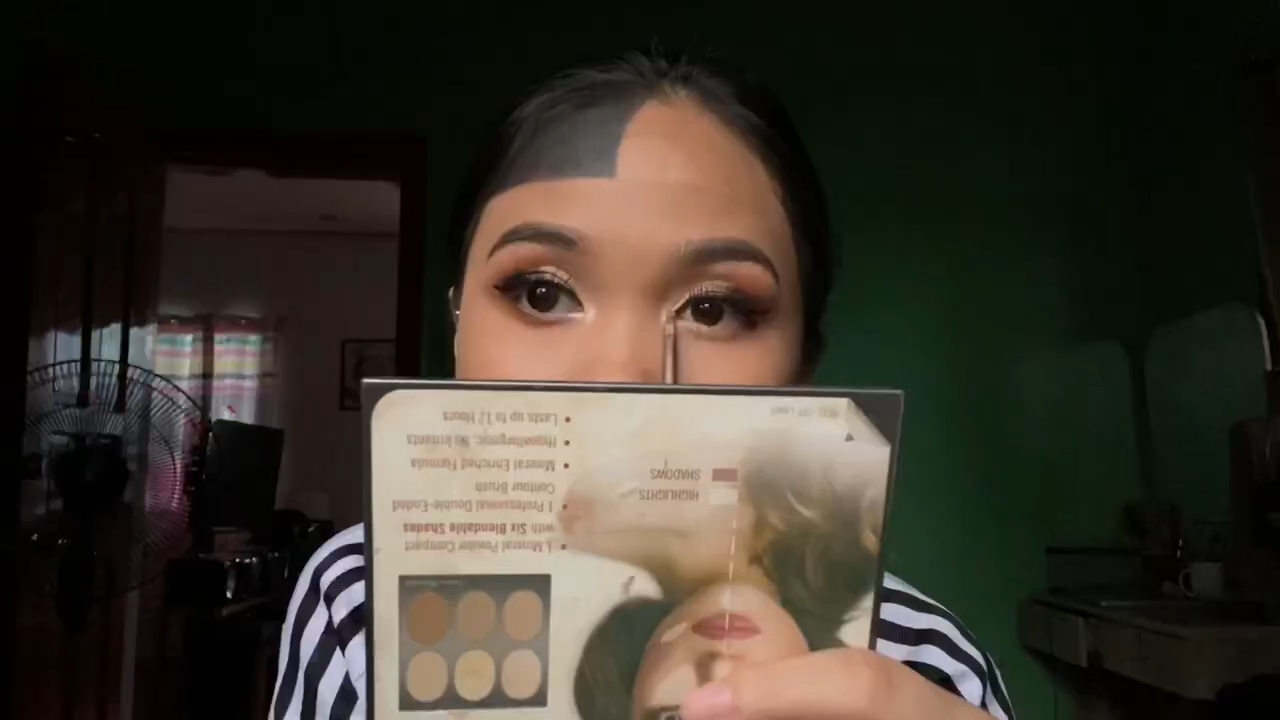 1 Mineral Powder Compact
with Six Blendable Shades
1 Professional Double-Ended
Contour Brush
Mineral Enriched Formula
Hypoallergenic, No Irritants
Lasts up to 12 Hours
HIGHLIGHTS
SHADOWS